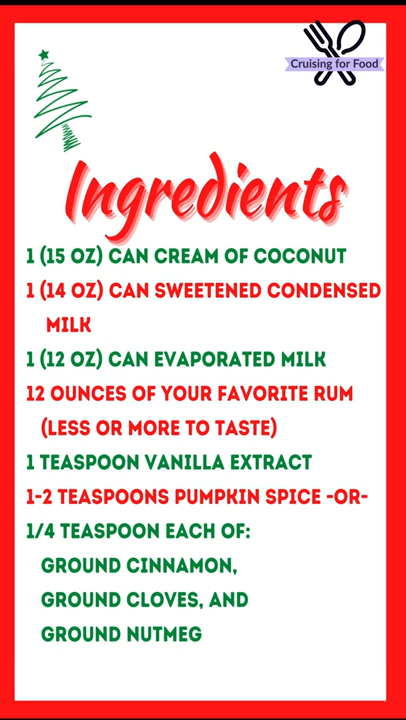 Cruising for Food
Ingredients
1 (15 OZ) CAN CREAM OF COCONUT
1 (14 OZ) CAN SWEETENED CONDENSED
MILK
1 (12 OZ) CAN EVAPORATED MILK
12 OUNCES OF YOUR FAVORITE RUM
(LESS OR MORE TO TASTE)
1 TEASPOON VANILLA EXTRACT
1-2 TEASPOONS PUMPKIN SPICE -OR-
1/4 TEASPOON EACH OF:
GROUND CINNAMON,
GROUND CLOVES, AND
GROUND NUTMEG